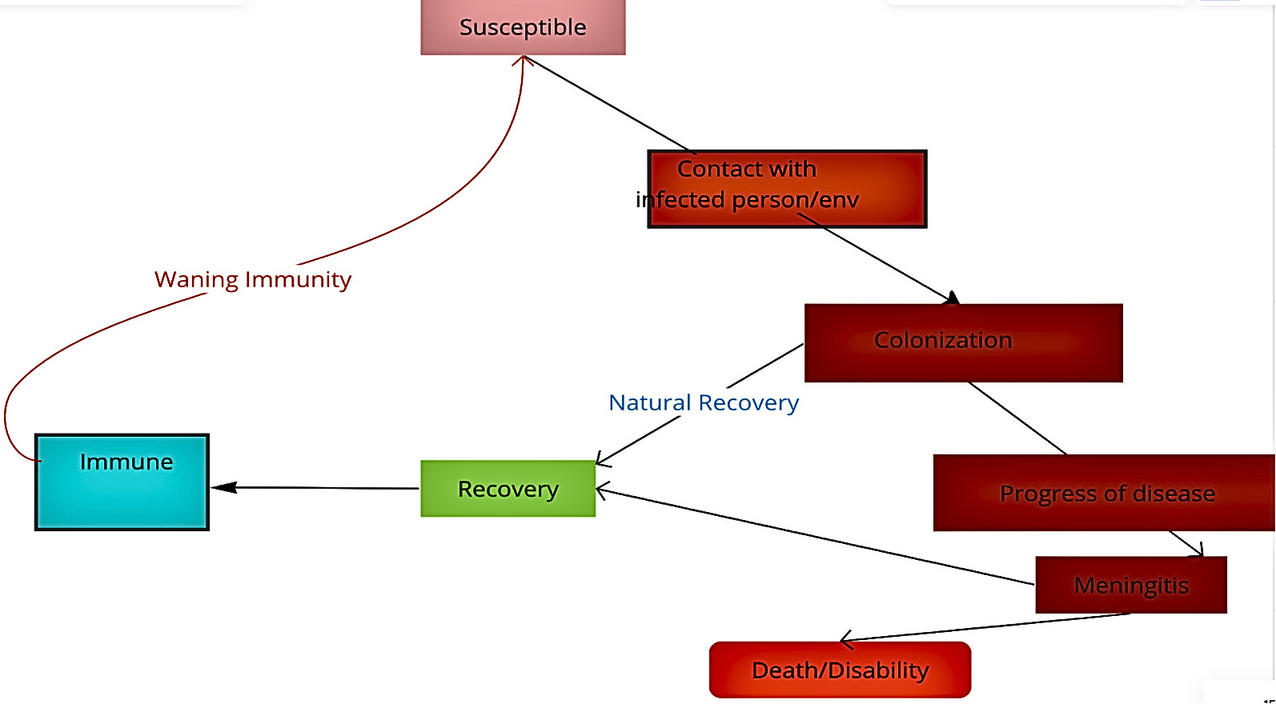 Susceptible
Contact with
infected person/env
Waning Immunity
Colonization
Natural Recovery
Immune
Recovery
Progress of disease
Meningitis
Death/Disability